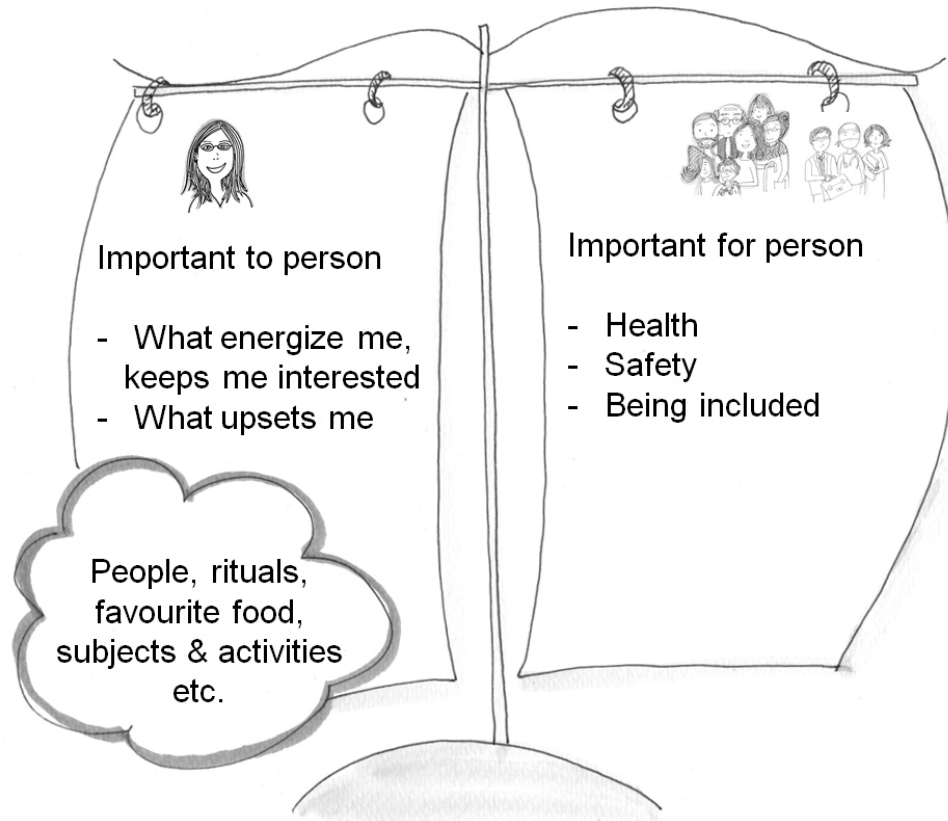 Important to person
- What energize me,
keeps me interested
- What upsets me
People, rituals,
favourite food,
subjects & activities
etc.
Important for person
- Health
- Safety
- Being included